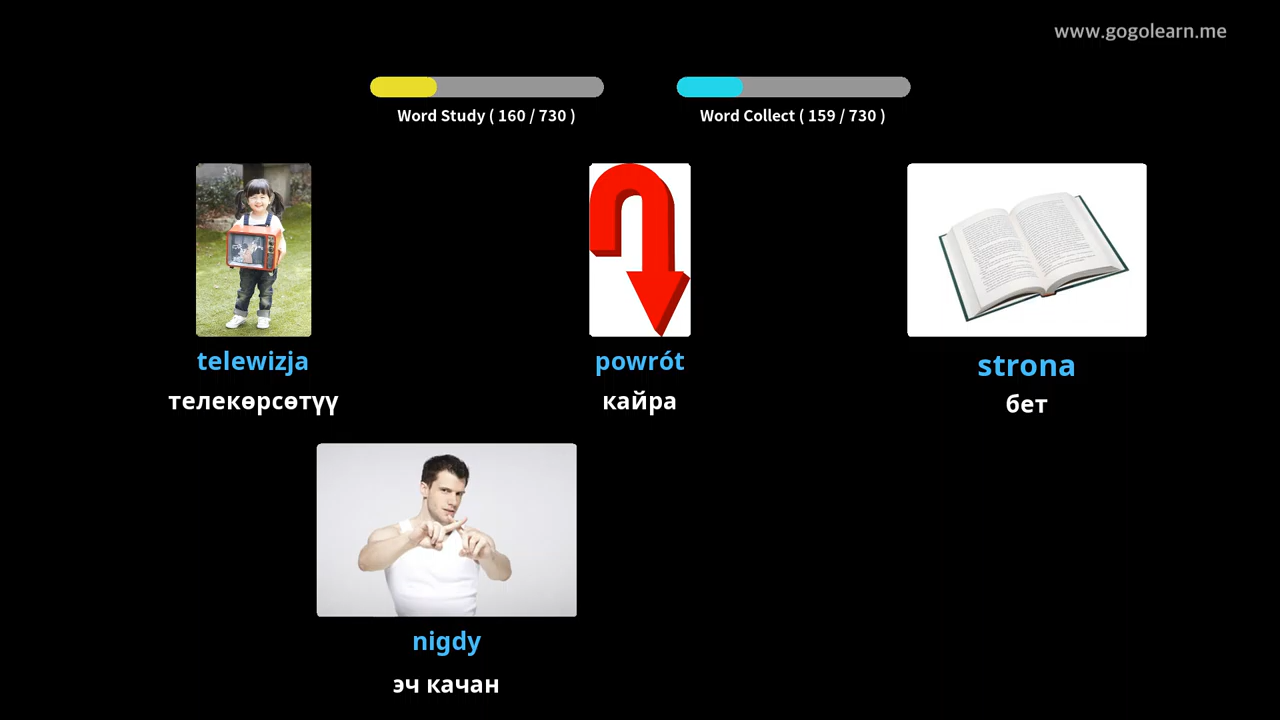 www.gogolearn.me
Word Study ( 160 / 730 )
Word Collect ( 159 / 730 )
telewizja
телекөрсөтүү
powrót
кайра
strona
бет
nigdy
эч качан